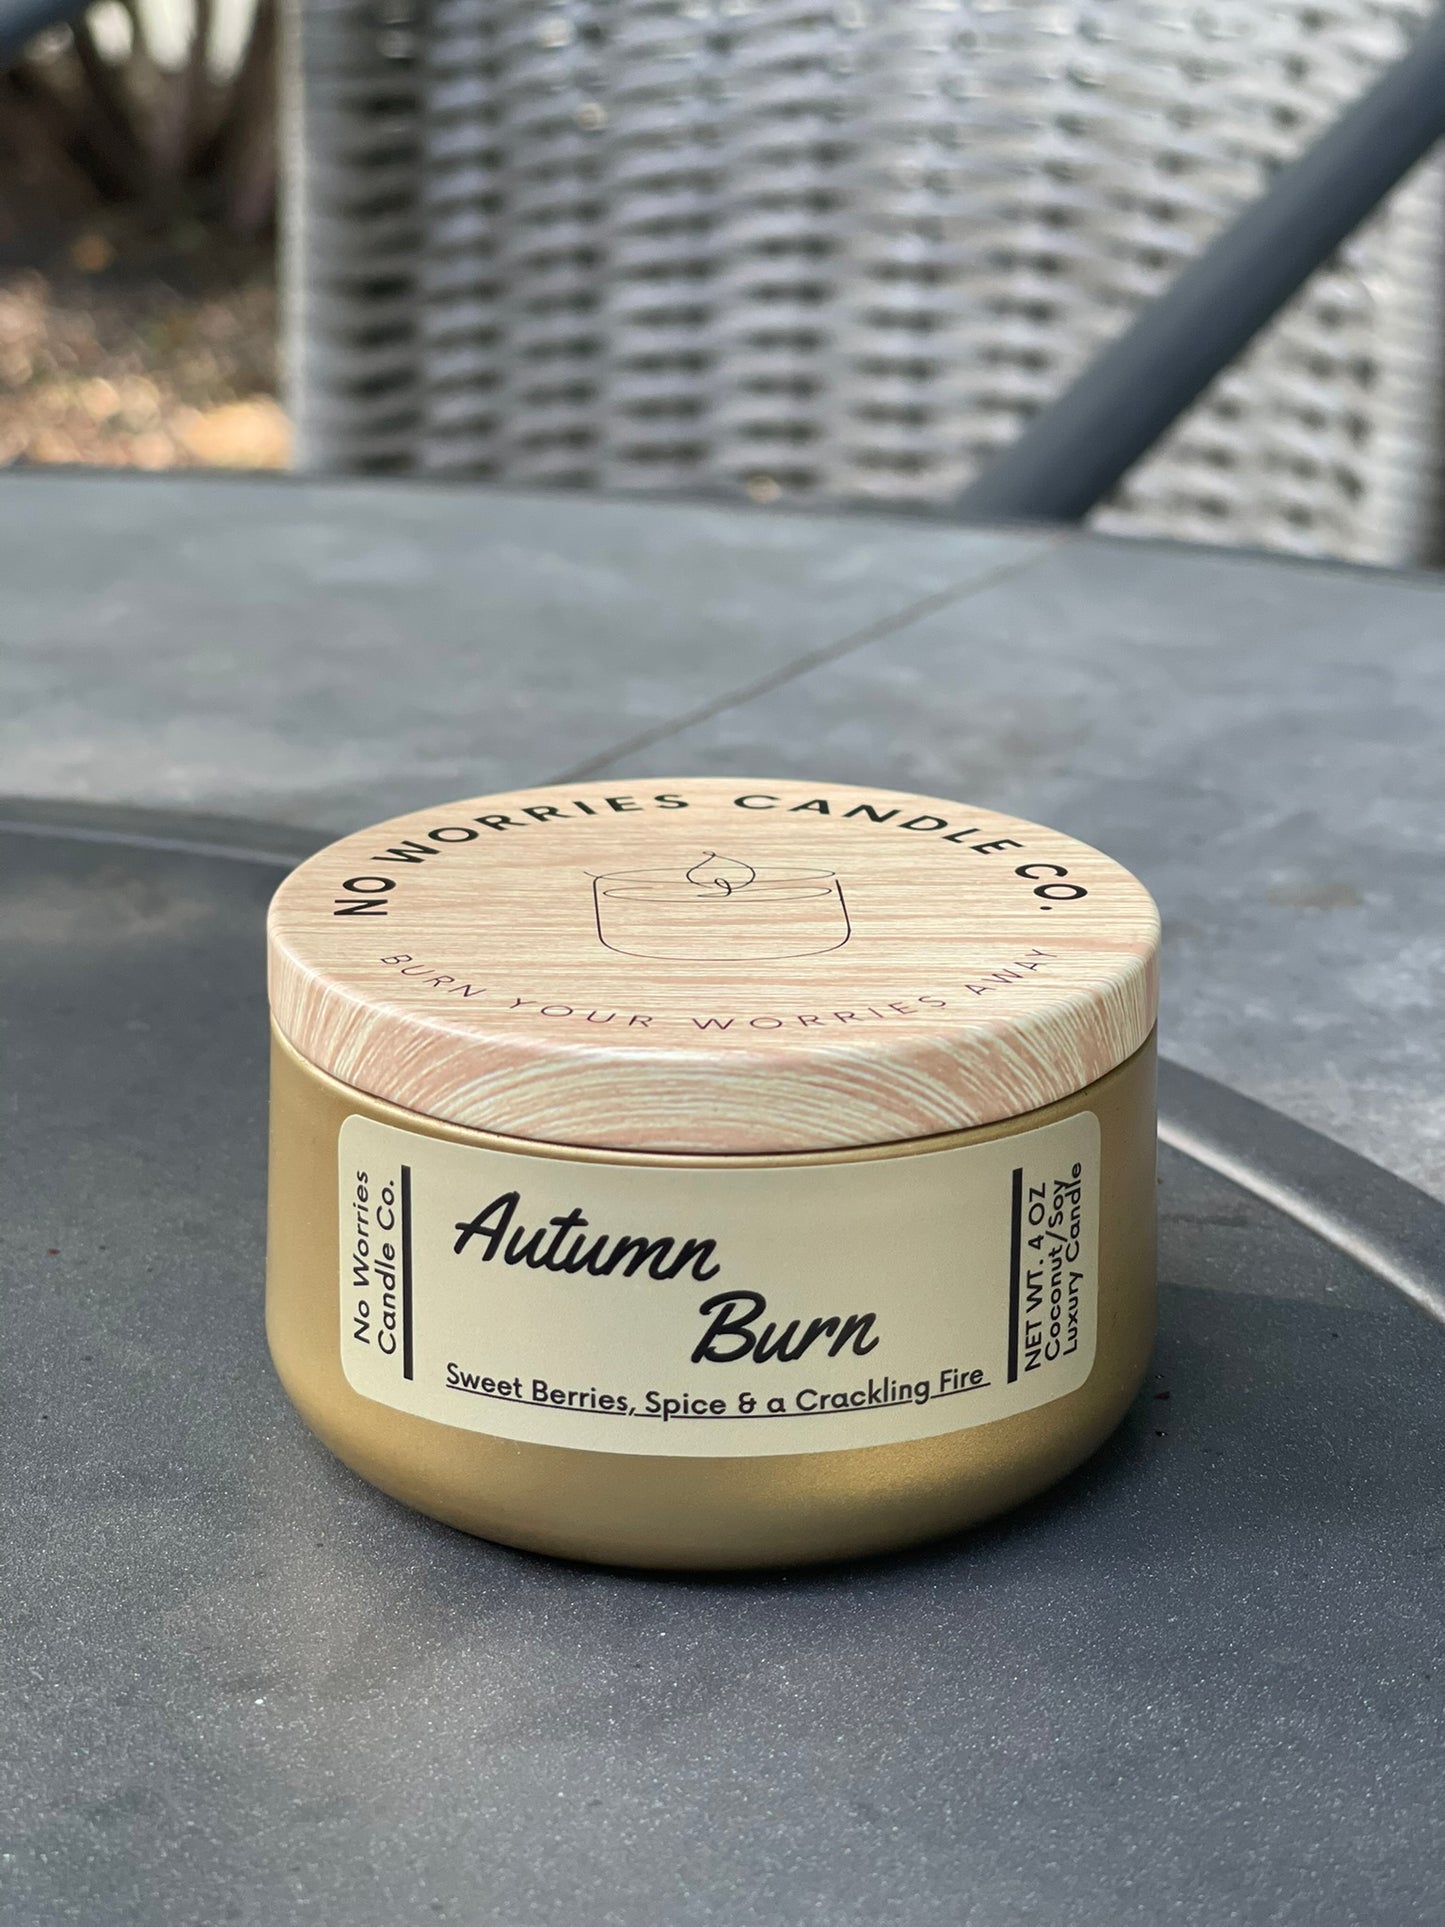 NO WORRIES CANDLE CO.
BURN YOUR WORRIES AWAY
No Worries
Candle Co.
Autumn
Burn
Sweet Berries, Spice & a Crackling Fire
NET WT. 4 OZ
Coconut/Soy
Luxury Candle